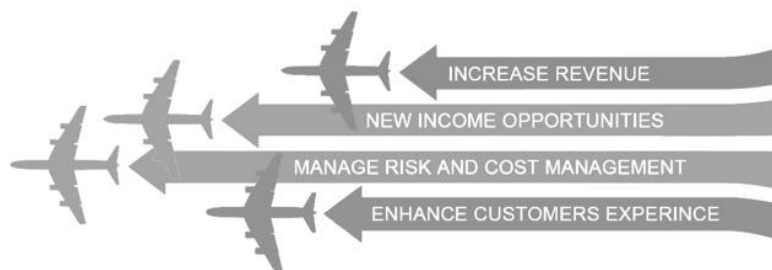 INCREASE REVENUE
NEW INCOME OPPORTUNITIES
MANAGE RISK AND COST MANAGEMENT
ENHANCE CUSTOMERS EXPERINCE